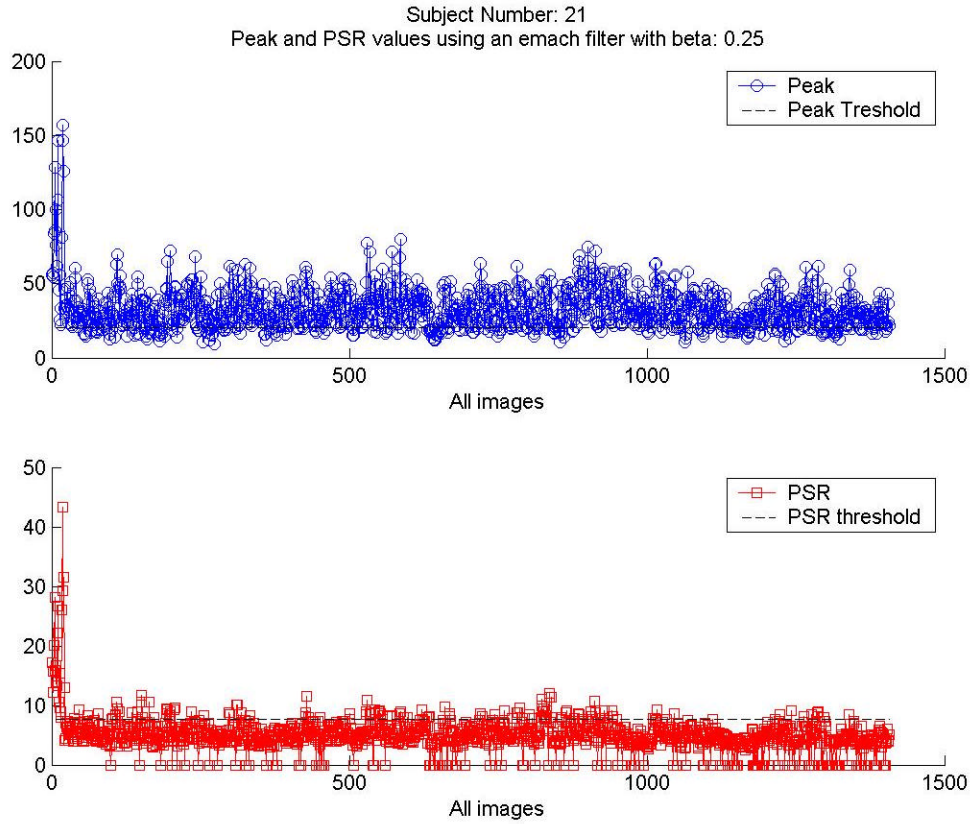 Subject Number: 21
Peak and PSR values using an emach filter with beta: 0.25
200
150
100
50
0
Peak
Peak Treshold
0 500 1000 1500
All images
50
40
30
20
10
0
PSR
PSR threshold
0 500 1000 1500
All images